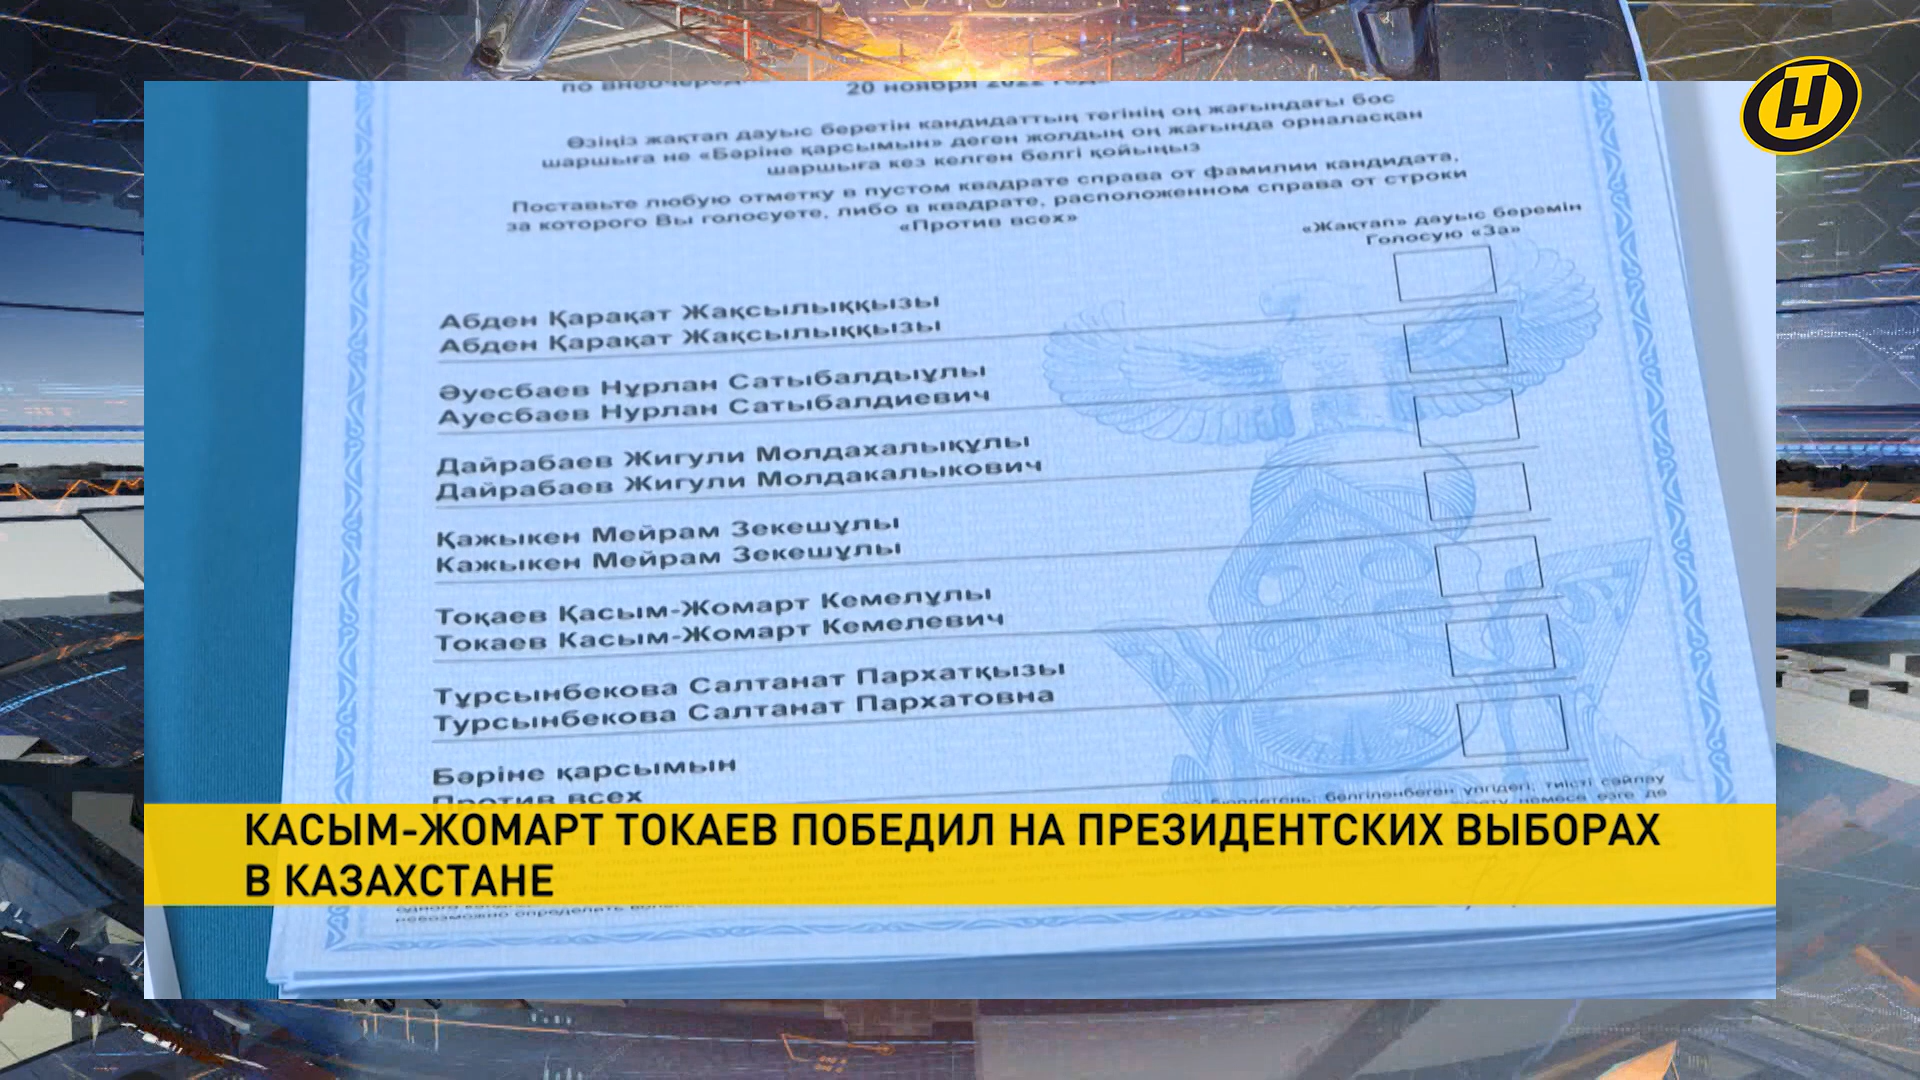 20 ноября 2022
Өзіңіз жақтап дауыс беретін кандидаттың тегінің оң жағындағы бос
шаршыға не «Бәріне қарсымын» деген жолдың оң жағында орналасқан
шаршыға кез келген белгі қойыңыз
Поставьте любую отметку в пустом квадрате справа от фамилии кандидата,
за которого Вы голосуете, либо в квадрате, расположенном справа от строки
«Против всех»
«Жақтап» дауыс беремін
Голосую «За»
Абден Қарақат Жақсылыққызы
Абден Қарақат Жақсылыққызы
Әуесбаев Нұрлан Сатыбалдыұлы
Ауесбаев Нурлан Сатыбалдиевич
Дайрабаев Жигули Молдахалықұлы
Дайрабаев Жигули Молдакалыкович
Қажыкен Мейрам Зекешұлы
Кажыкен Мейрам Зекешұлы
Тоқаев Қасым-Жомарт Кемелұлы
Токаев Касым-Жомарт Кемелевич
Тұрсынбекова Салтанат Пархатқызы
Турсынбекова Салтанат Пархатовна
Бәріне қарсымын
Против всех
КАСЫМ-ЖОМАРТ ТОКАЕВ ПОБЕДИЛ НА ПРЕЗИДЕНТСКИХ ВЫБОРАХ
В КАЗАХСТАНЕ